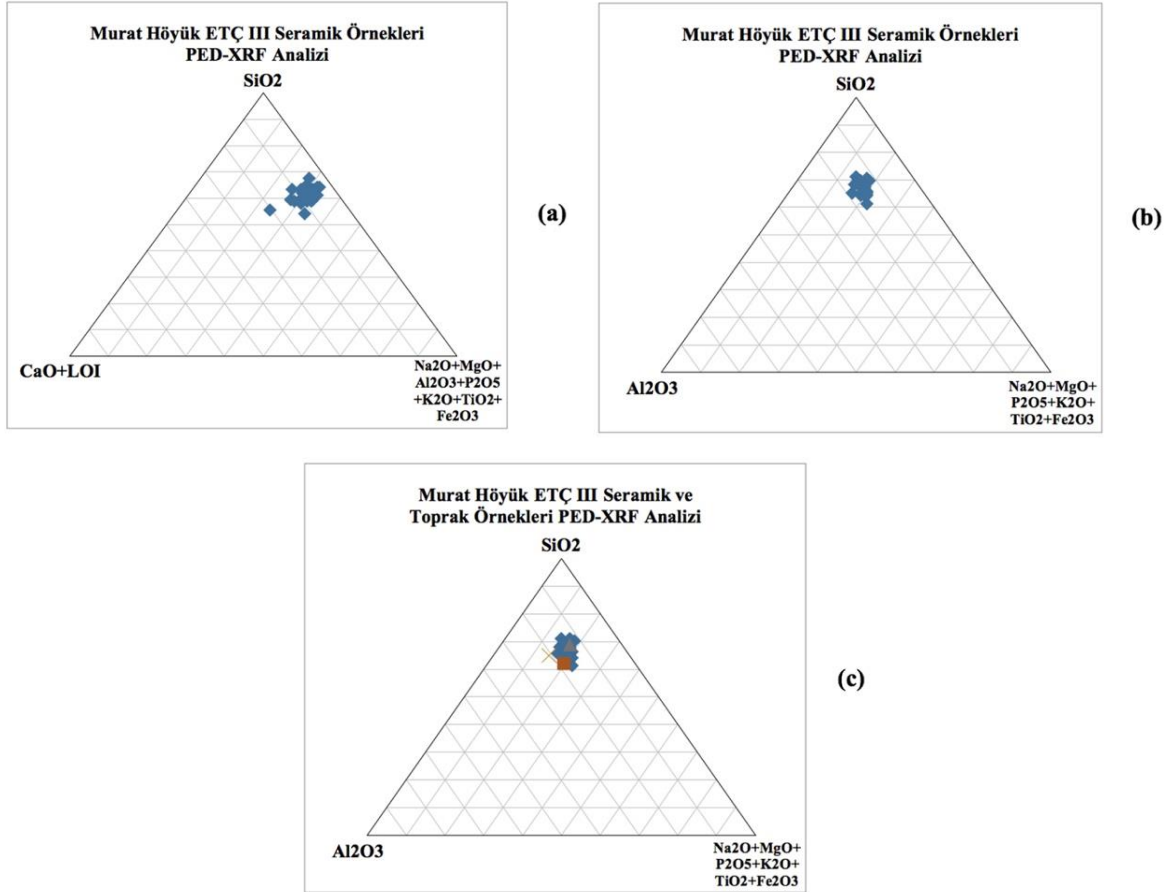 Murat Höyük ETÇ III Seramik Örnekleri
PED-XRF Analizi
SiO2
CaO+LOI
Na2O+MgO+
Al2O3+P2O5
+K2O+TiO2+
Fe2O3
(a)
Murat Höyük ETÇ III Seramik Örnekleri
PED-XRF Analizi
SiO2
Al2O3
Na2O+MgO+
P2O5+K2O+
TiO2+Fe2O3
(b)
Murat Höyük ETÇ III Seramik ve
Toprak Örnekleri PED-XRF Analizi
SiO2
Al2O3
Na2O+MgO+
P2O5+K2O+
TiO2+Fe2O3
(c)